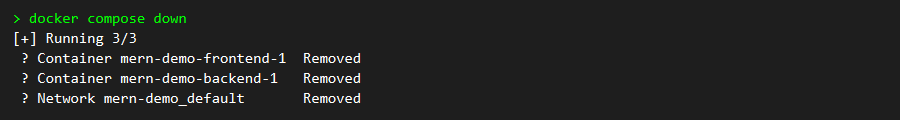 > docker compose down
[+] Running 3/3
 ? Container mern-demo-frontend-1  Removed
 ? Container mern-demo-backend-1   Removed
 ? Network mern-demo_default       Removed